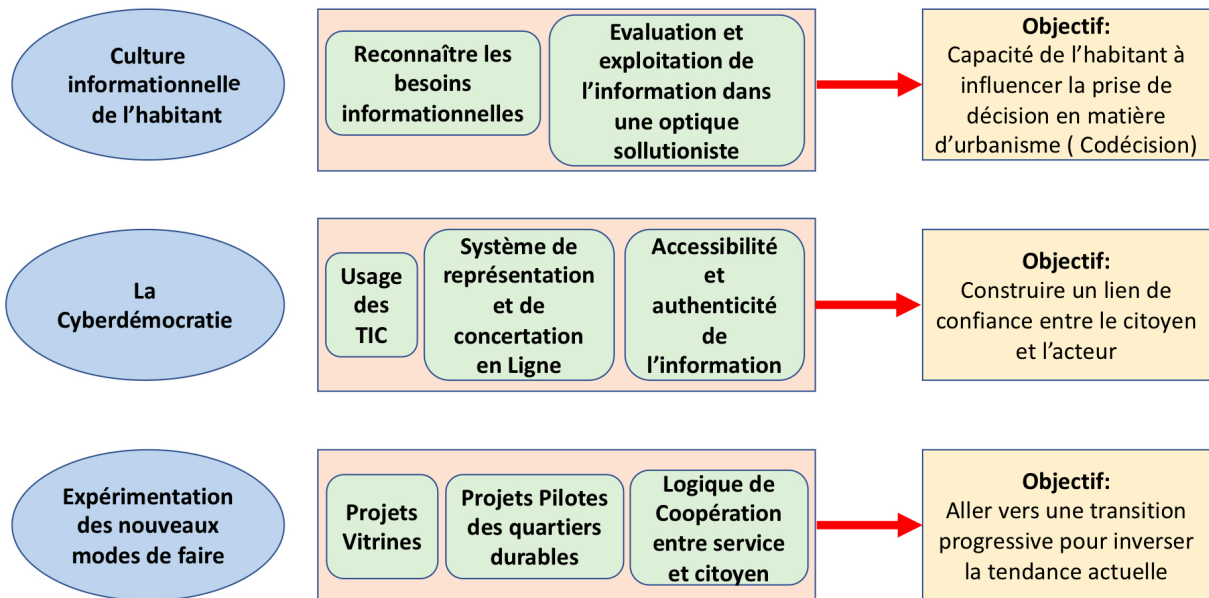 Culture
informationnelle
de l’habitant
Reconnaître les
besoins
informationnelles
Evaluation et
exploitation de
l’information dans
une optique
sollutioniste
Objectif:
Capacité de l’habitant à
influencer la prise de
décision en matière
d’urbanisme ( Codécision)
La
Cyberdémocratie
Usage
des
TIC
Système de
représentation
et de
concertation
en Ligne
Accessibilité
et
authenticité
de
l’information
Objectif:
Construire un lien de
confiance entre le citoyen
et l’acteur
Expérimentation
des nouveaux
modes de faire
Projets
Vitrines
Projets Pilotes
des quartiers
durables
Logique de
Coopération
entre service
et citoyen
Objectif:
Aller vers une transition
progressive pour inverser
la tendance actuelle